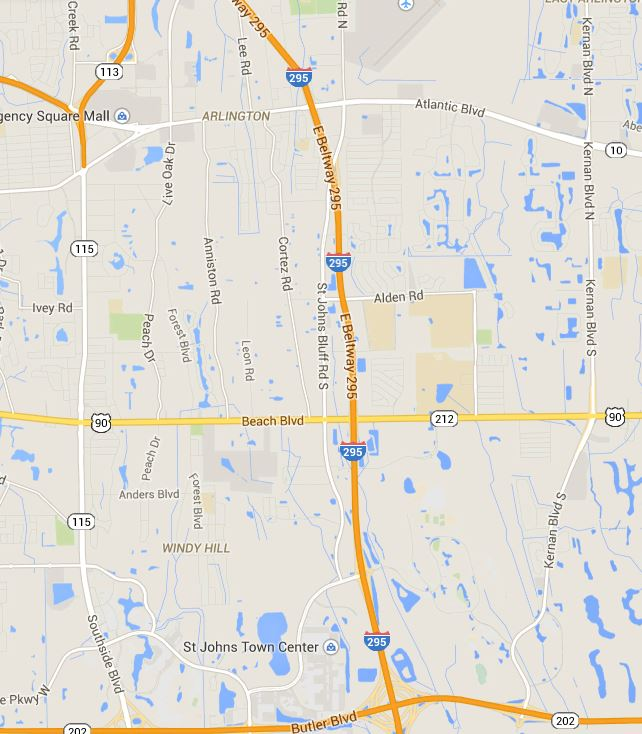 EAST ARLINGTON
Creek Rd
way 295
Rd N
Kernan Blvd N
Lee Rd
113
295
gency Square Mall
ARLINGTON
Atlantic Blvd
Abe
10
Live Oak Dr
E Beltway 295
Kernan Blvd N
115
Anniston Rd
Cortez Rd
295
Ivey Rd
Peach Dr
Forest Blvd
Leon Rd
St Johns Bluff Rd S
Alden Rd
E Beltway 295
Kernan Blvd S
90
Beach Blvd
212
90
295
Peach Dr
Anders Blvd
Forest Blvd
115
WINDY HILL
Kernan Blvd S
Southside Blvd
St Johns Town Center
295
e Pkwy W
202
Butler Blvd
202